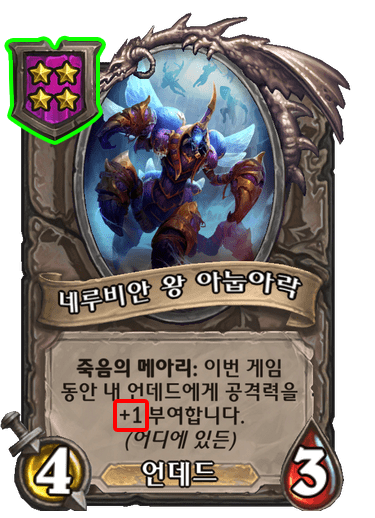 네루비안 왕 아눕아락
죽음의 메아리: 이번 게임
동안 내 언데드에게 공격력을
+1 부여합니다.
(어디에 있든)
언데드
4
3